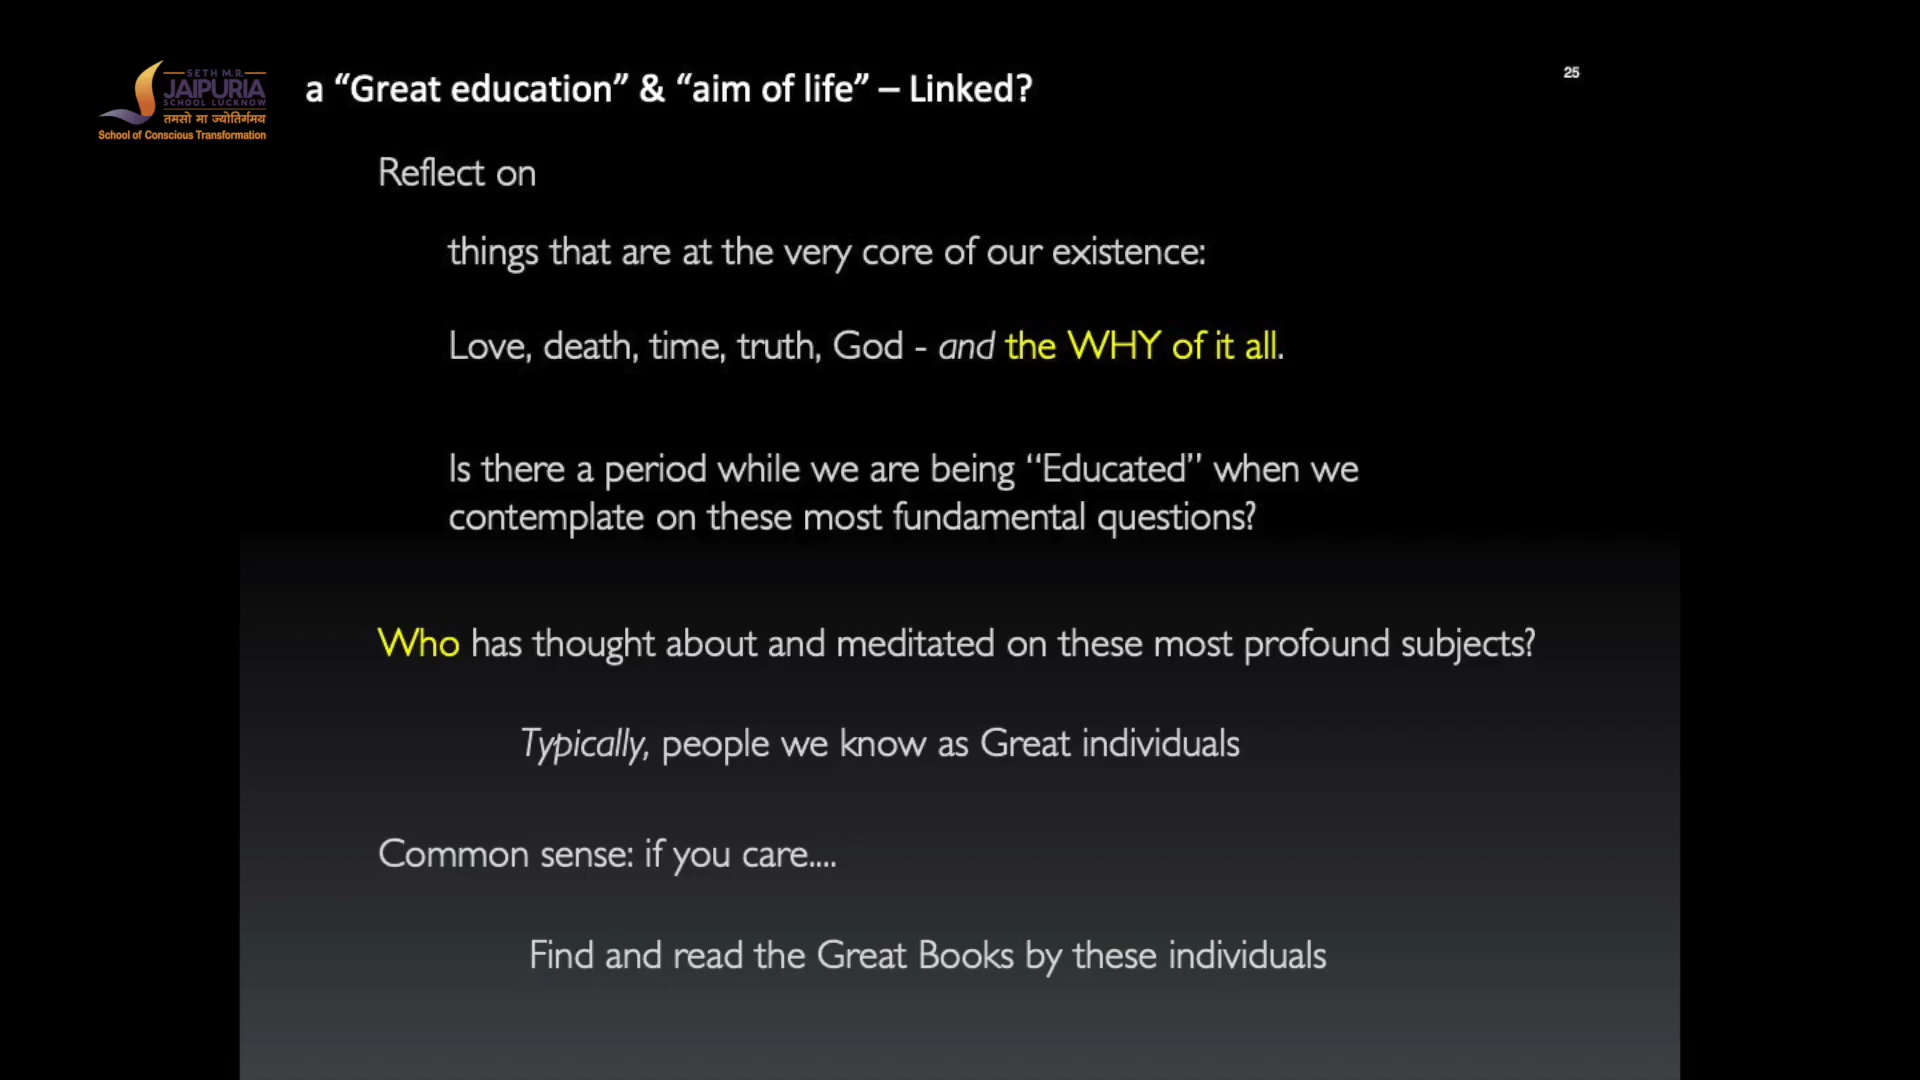 SETH M.R.
JAIPURIA
SCHOOL LUCKNOW
तमसो मा ज्योतिर्गमय
School of Conscious Transformation
a “Great education” & “aim of life” – Linked?
25
Reflect on
things that are at the very core of our existence:
Love, death, time, truth, God - and the WHY of it all.
Is there a period while we are being “Educated” when we
contemplate on these most fundamental questions?
Who has thought about and meditated on these most profound subjects?
Typically, people we know as Great individuals
Common sense: if you care....
Find and read the Great Books by these individuals